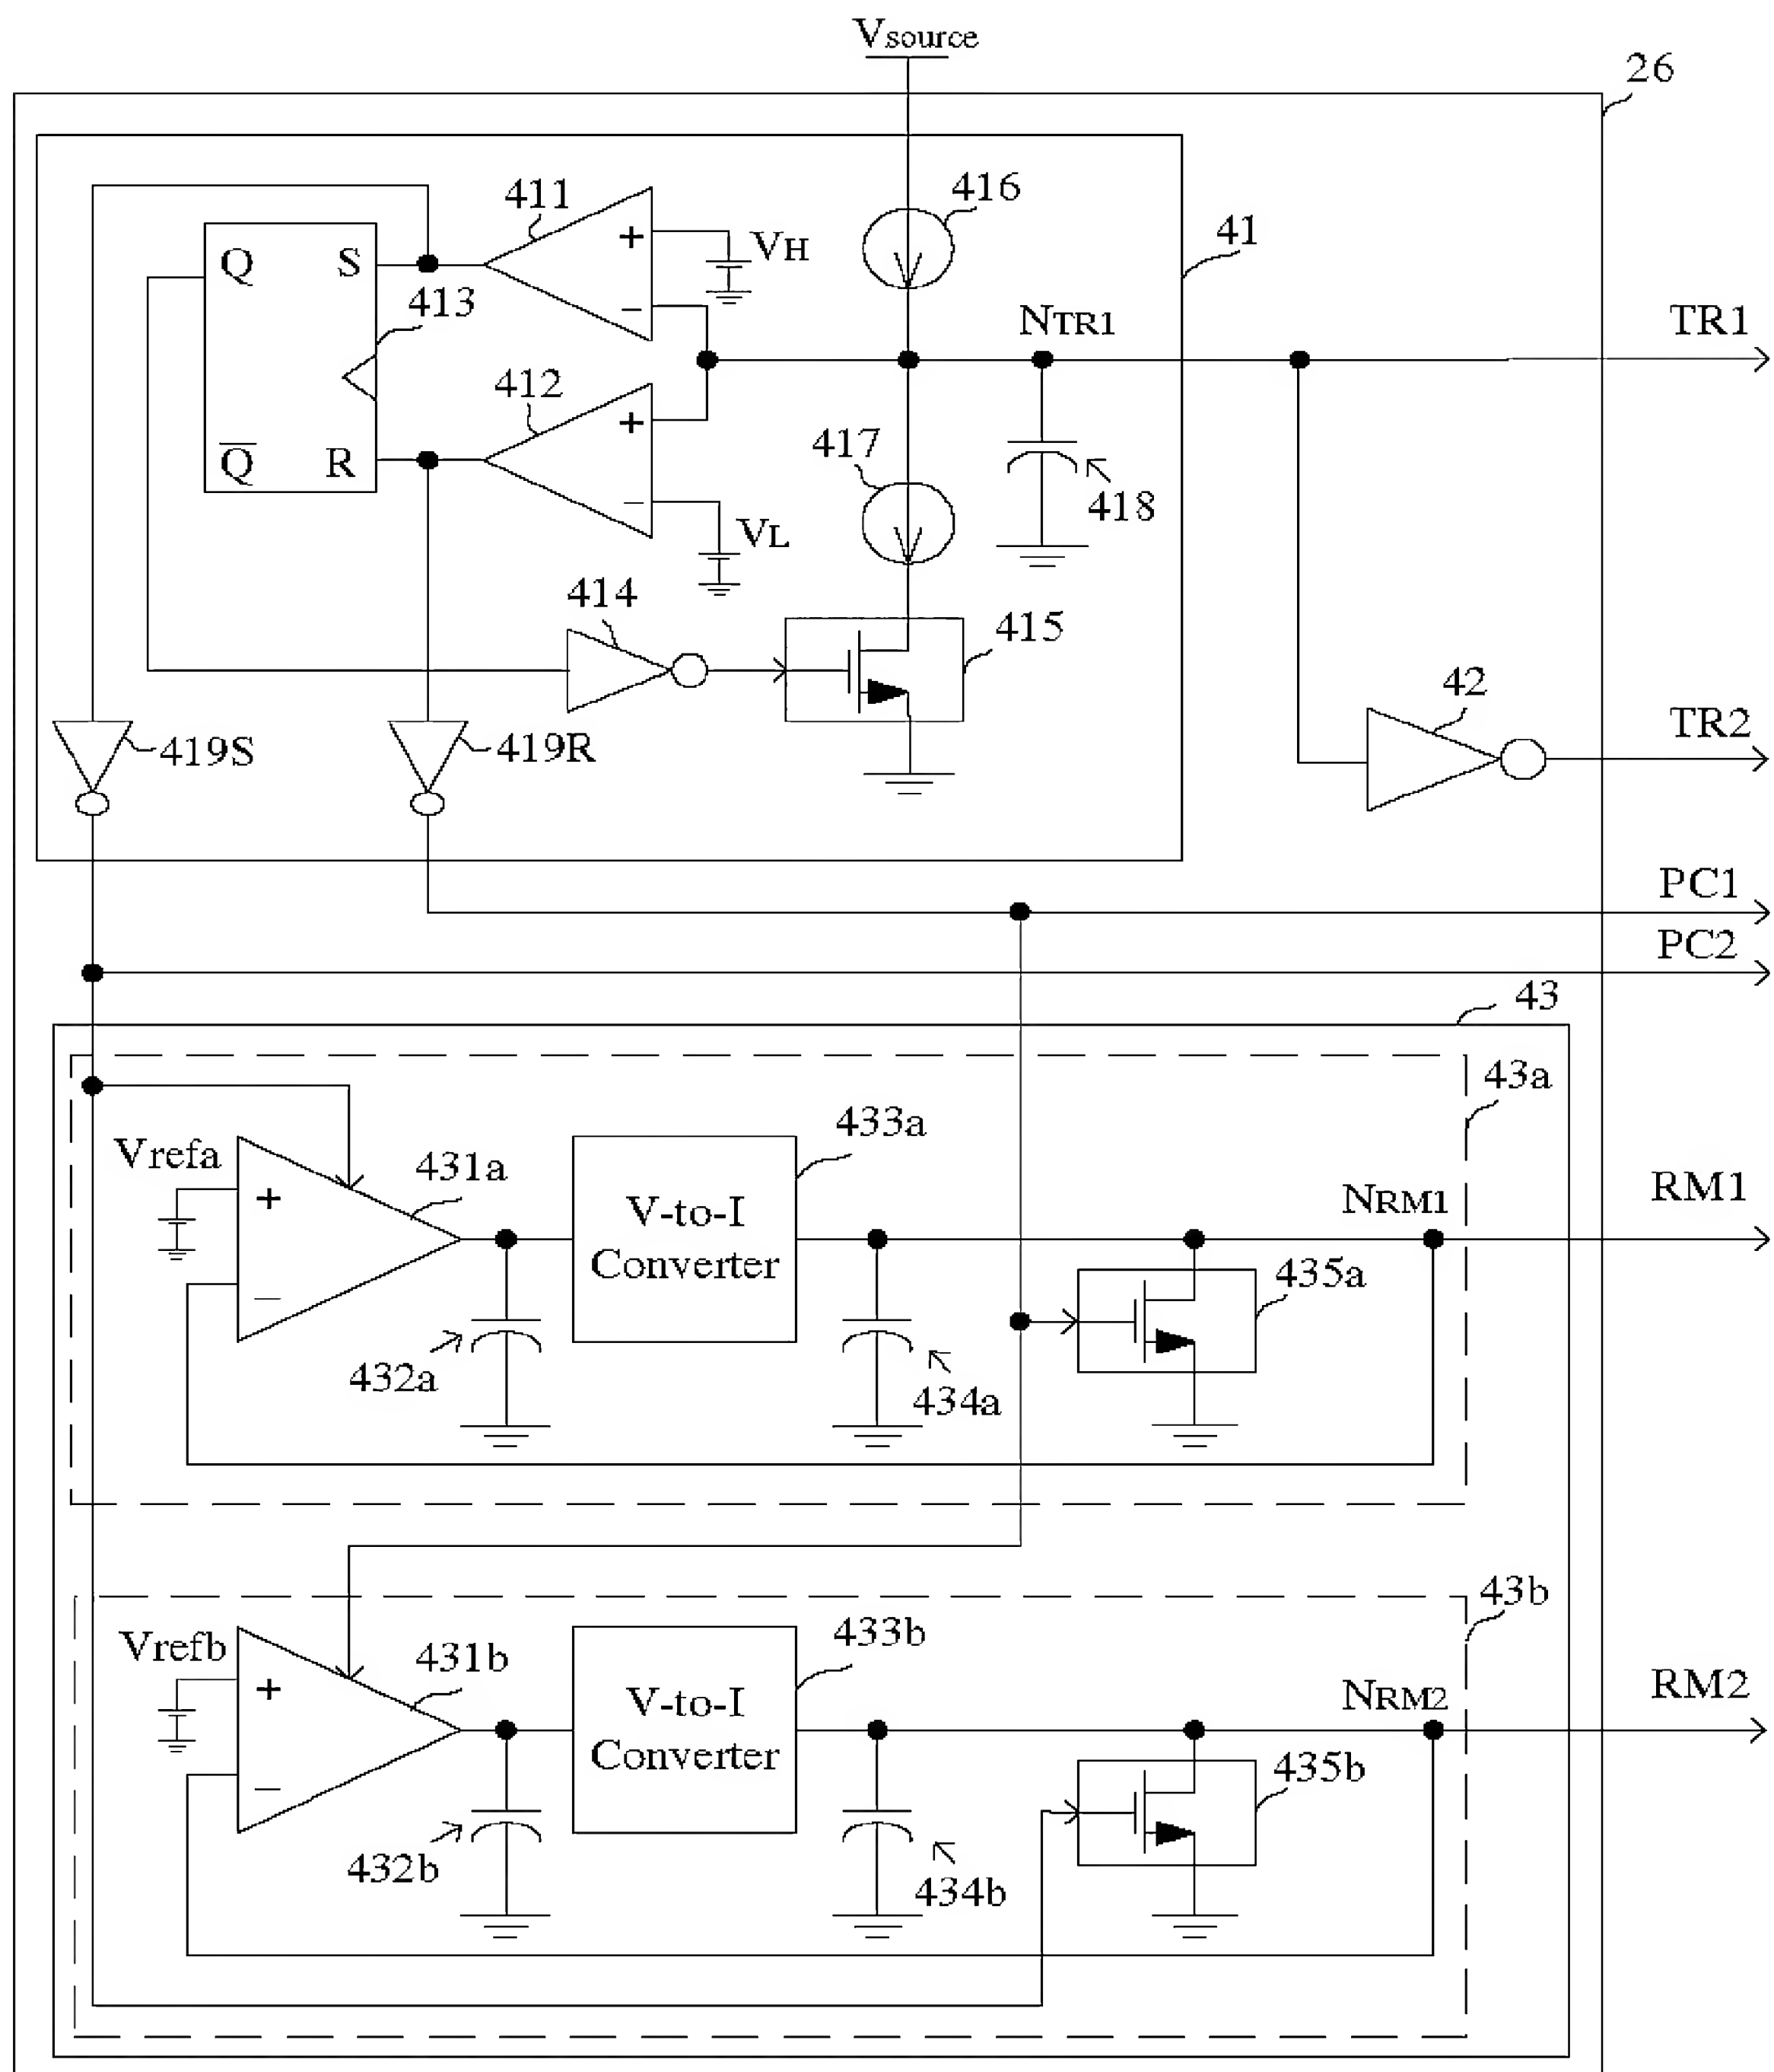 Vsource
26
411
416
+
VH
41
Q
S
413
−
NTR1
TR1
412
+
417
Q
R
−
VL
418
414
415
42
TR2
419S
419R
PC1
PC2
43
43a
433a
Vrefa
431a
+
V-to-I
Converter
NRM1
RM1
435a
−
432a
434a
43b
433b
Vrefb
431b
+
V-to-I
Converter
NRM2
RM2
435b
−
432b
434b